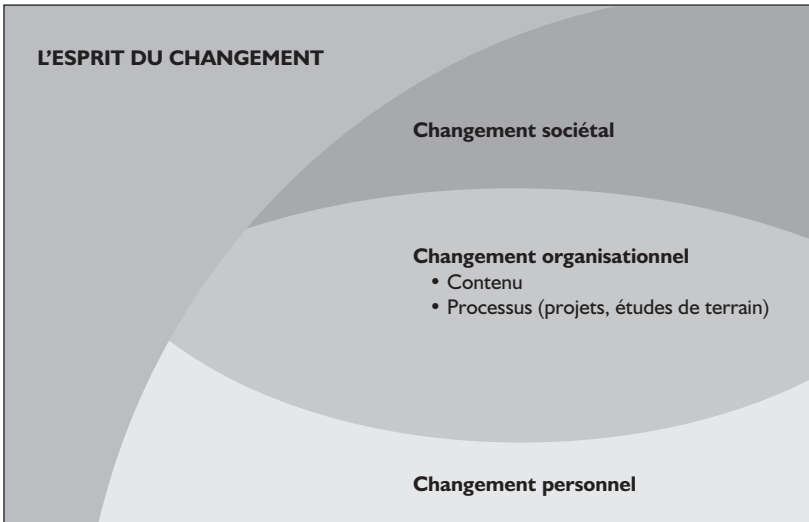 L’ESPRIT DU CHANGEMENT
Changement sociétal
Changement organisationnel
• Contenu
• Processus (projets, études de terrain)
Changement personnel